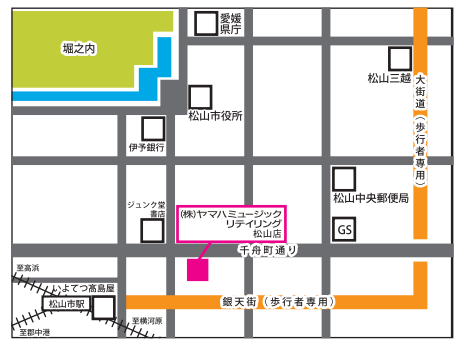 愛媛
県庁
堀之内
松山三越
大街道（歩行者専用）
松山市役所
伊予銀行
松山中央郵便局
ジュンク堂
書店
(株)ヤマハミュージック
リテイリング
松山店
GS
千舟町通り
至高浜
いよてつ髙島屋
銀天街（歩行者専用）
松山市駅
至横河原
至郡中港